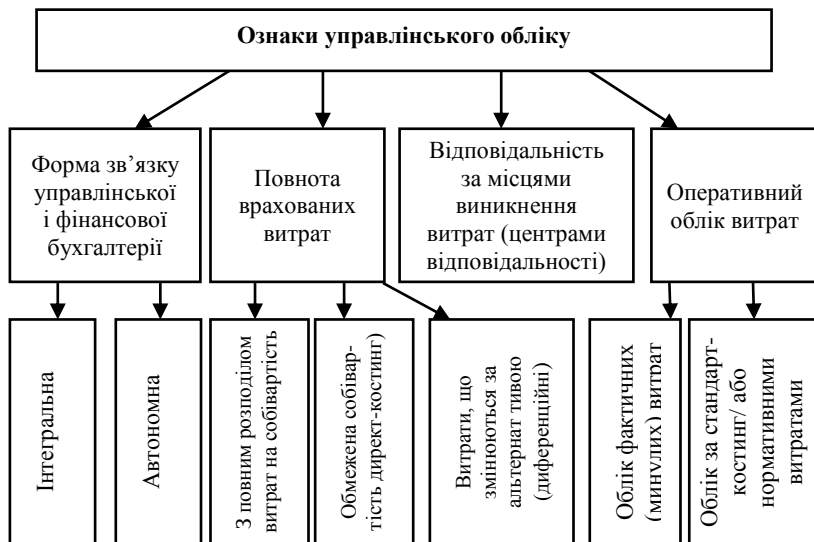 Ознаки управлінського обліку
Форма зв’язку
управлінської
і фінансової
бухгалтерії
Повнота
врахованих
витрат
Відповідальність
за місцями
виникнення
витрат (центрами
відповідальності)
Оперативний
облік витрат
Інтегральна
Автономна
З повним розподілом
витрат на собівартість
Обмежена собівар-
тість директ-костинг)
Витрати, що
змінюються за
альтернат тивою
(диференційні)
Облік фактичних
(минулих) витрат
Облік за стандарт-
костинг/ або
нормативними
витратами